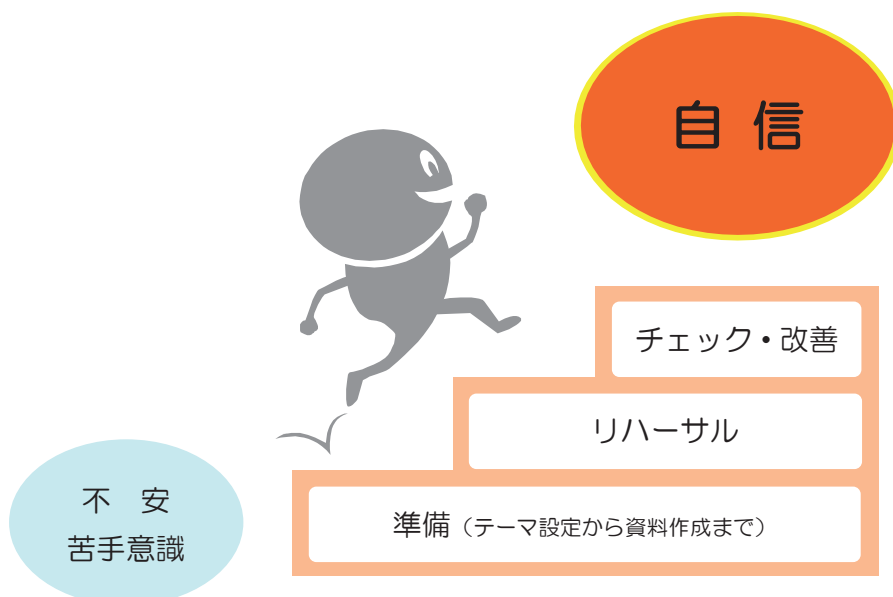 自 信
チェック・改善
リハーサル
準備（テーマ設定から資料作成まで）
不 安
苦手意識